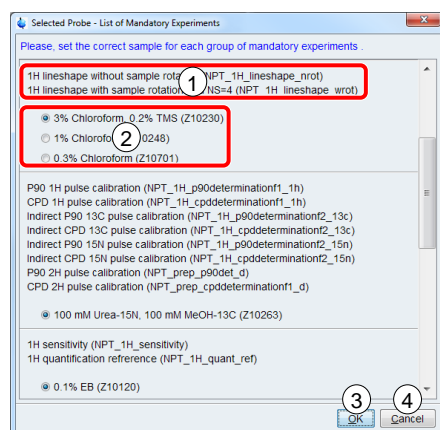 Selected Probe - List of Mandatory Experiments
x
Please, set the correct sample for each group of mandatory experiments .
1H lineshape without sample (NPT_1H_lineshape_nrot)
1
1H lineshape with sample rotation NS=4 (NPT_1H_lineshape_wrot)
3% Chloroform, 0.2% TMS (Z10230)
1% 0248)
2
0.3% Chloroform (Z10701)
P90 1H pulse calibration (NPT_1H_p90determinationf1_1h)
CPD 1H pulse calibration (NPT_1H_cpddeterminationf1_1h)
Indirect P90 13C pulse calibration (NPT_1H_p90determinationf2_13c)
Indirect CPD 13C pulse calibration (NPT_1H_cpddeterminationf2_13c)
Indirect P90 15N pulse calibration (NPT_1H_p90determinationf2_15n)
Indirect CPD 15N pulse calibration (NPT_1H_cpddeterminationf2_15n)
P90 2H pulse calibration (NPT_prep_p90det_d)
CPD 2H pulse calibration (NPT_prep_cpddeterminationf1_d)
100 mM Urea-15N, 100 mM MeOH-13C (Z10263)
1H sensitivity (NPT_1H_sensitivity)
1H quantification refrerence (NPT_1H_quant_ref)
0.1% EB (Z10120)
3 4
OK Cancel